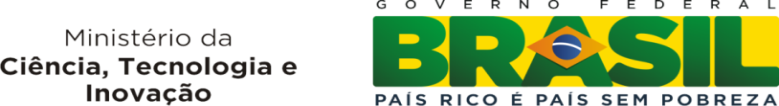 Ministério da
Ciência, Tecnologia e
Inovação
GOVERNO FEDERAL
BRASIL
PAÍS RICO É PAÍS SEM POBREZA